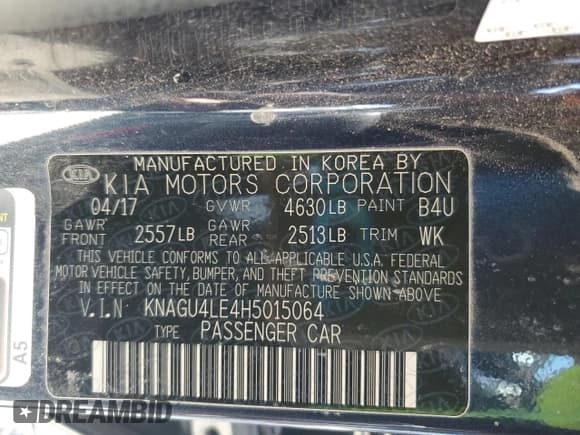 MANUFACTURED IN KOREA BY
KIA KIA MOTORS CORPORATION
04/17 GVWR 4630LB PAINT B4U
GAWR FRONT 2557LB GAWR REAR 2513LB TRIM WK
THIS VEHICLE CONFORMS TO ALL APPLICABLE U.S.A. FEDERAL
MOTOR VEHICLE SAFETY, BUMPER, AND THEFT PREVENTION STANDARDS
IN EFFECT ON THE DATE OF MANUFACTURE SHOWN ABOVE.
V.I.N KNAGU4LE4H5015064
TYPE PASSENGER CAR
A5
DREAMBID